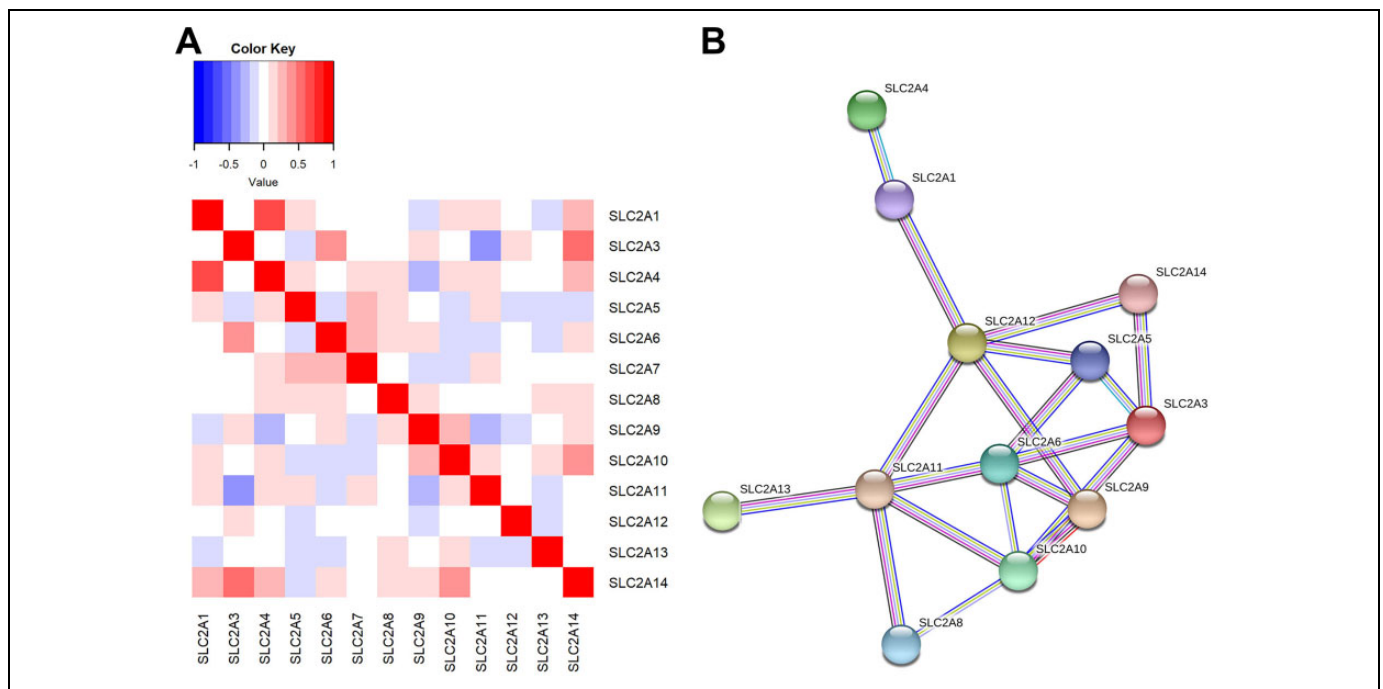 A
Color Key
-1 -0.5 0 0.5 1
Value
SLC2A1
SLC2A3
SLC2A4
SLC2A5
SLC2A6
SLC2A7
SLC2A8
SLC2A9
SLC2A10
SLC2A11
SLC2A12
SLC2A13
SLC2A14
SLC2A1
SLC2A3
SLC2A4
SLC2A5
SLC2A6
SLC2A7
SLC2A8
SLC2A9
SLC2A10
SLC2A11
SLC2A12
SLC2A13
SLC2A14
B
SLC2A4
SLC2A1
SLC2A14
SLC2A12
SLC2A5
SLC2A3
SLC2A6
SLC2A11
SLC2A9
SLC2A13
SLC2A10
SLC2A8